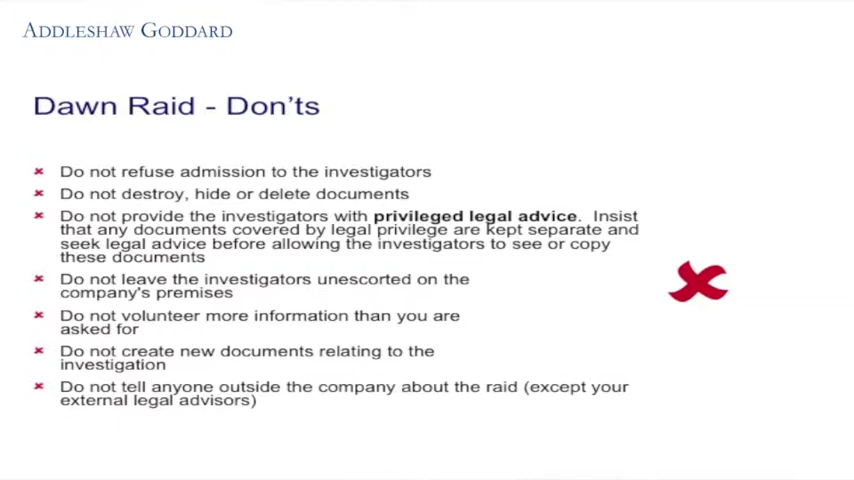 ADDLESHAW GODDARD
Dawn Raid - Don'ts
Do not refuse admission to the investigators
Do not destroy, hide or delete documents
Do not provide the investigators with privileged legal advice. Insist
that any documents covered by legal privilege are kept separate and
seek legal advice before allowing the investigators to see or copy
these documents
Do not leave the investigators unescorted on the
company's premises
Do not volunteer more information than you are
asked for
Do not create new documents relating to the
investigation
Do not tell anyone outside the company about the raid (except your
external legal advisors)